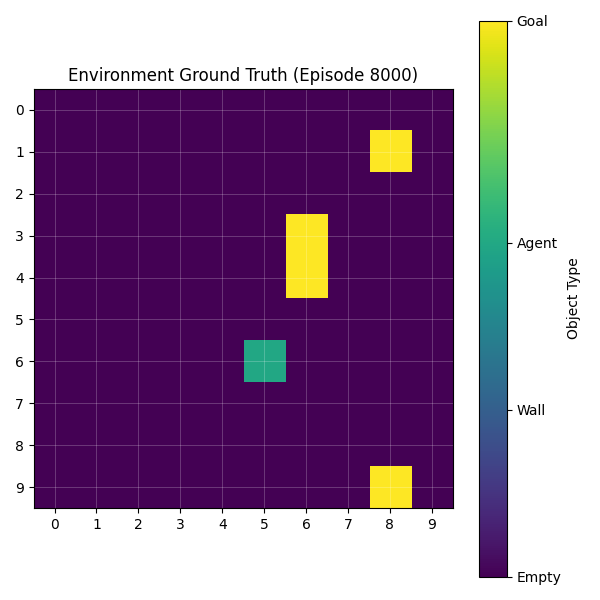 Environment Ground Truth (Episode 8000)
0
1
2
3
4
5
6
7
8
9
0 1 2 3 4 5 6 7 8 9
Goal
Agent
Wall
Empty
Object Type